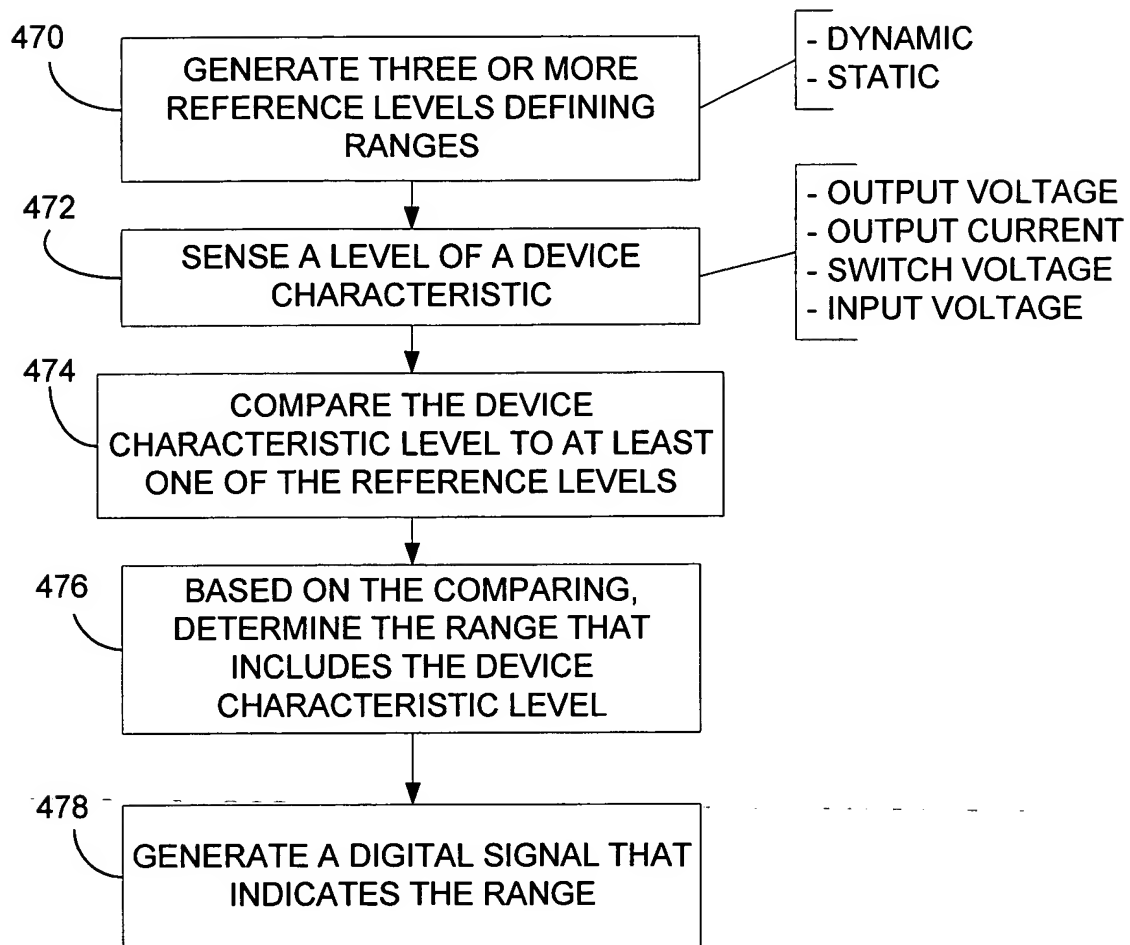 470
GENERATE THREE OR MORE
REFERENCE LEVELS DEFINING
RANGES
- DYNAMIC
- STATIC
472
SENSE A LEVEL OF A DEVICE
CHARACTERISTIC
- OUTPUT VOLTAGE
- OUTPUT CURRENT
- SWITCH VOLTAGE
- INPUT VOLTAGE
474
COMPARE THE DEVICE
CHARACTERISTIC LEVEL TO AT LEAST
ONE OF THE REFERENCE LEVELS
476
BASED ON THE COMPARING,
DETERMINE THE RANGE THAT
INCLUDES THE DEVICE
CHARACTERISTIC LEVEL
478
GENERATE A DIGITAL SIGNAL THAT
INDICATES THE RANGE